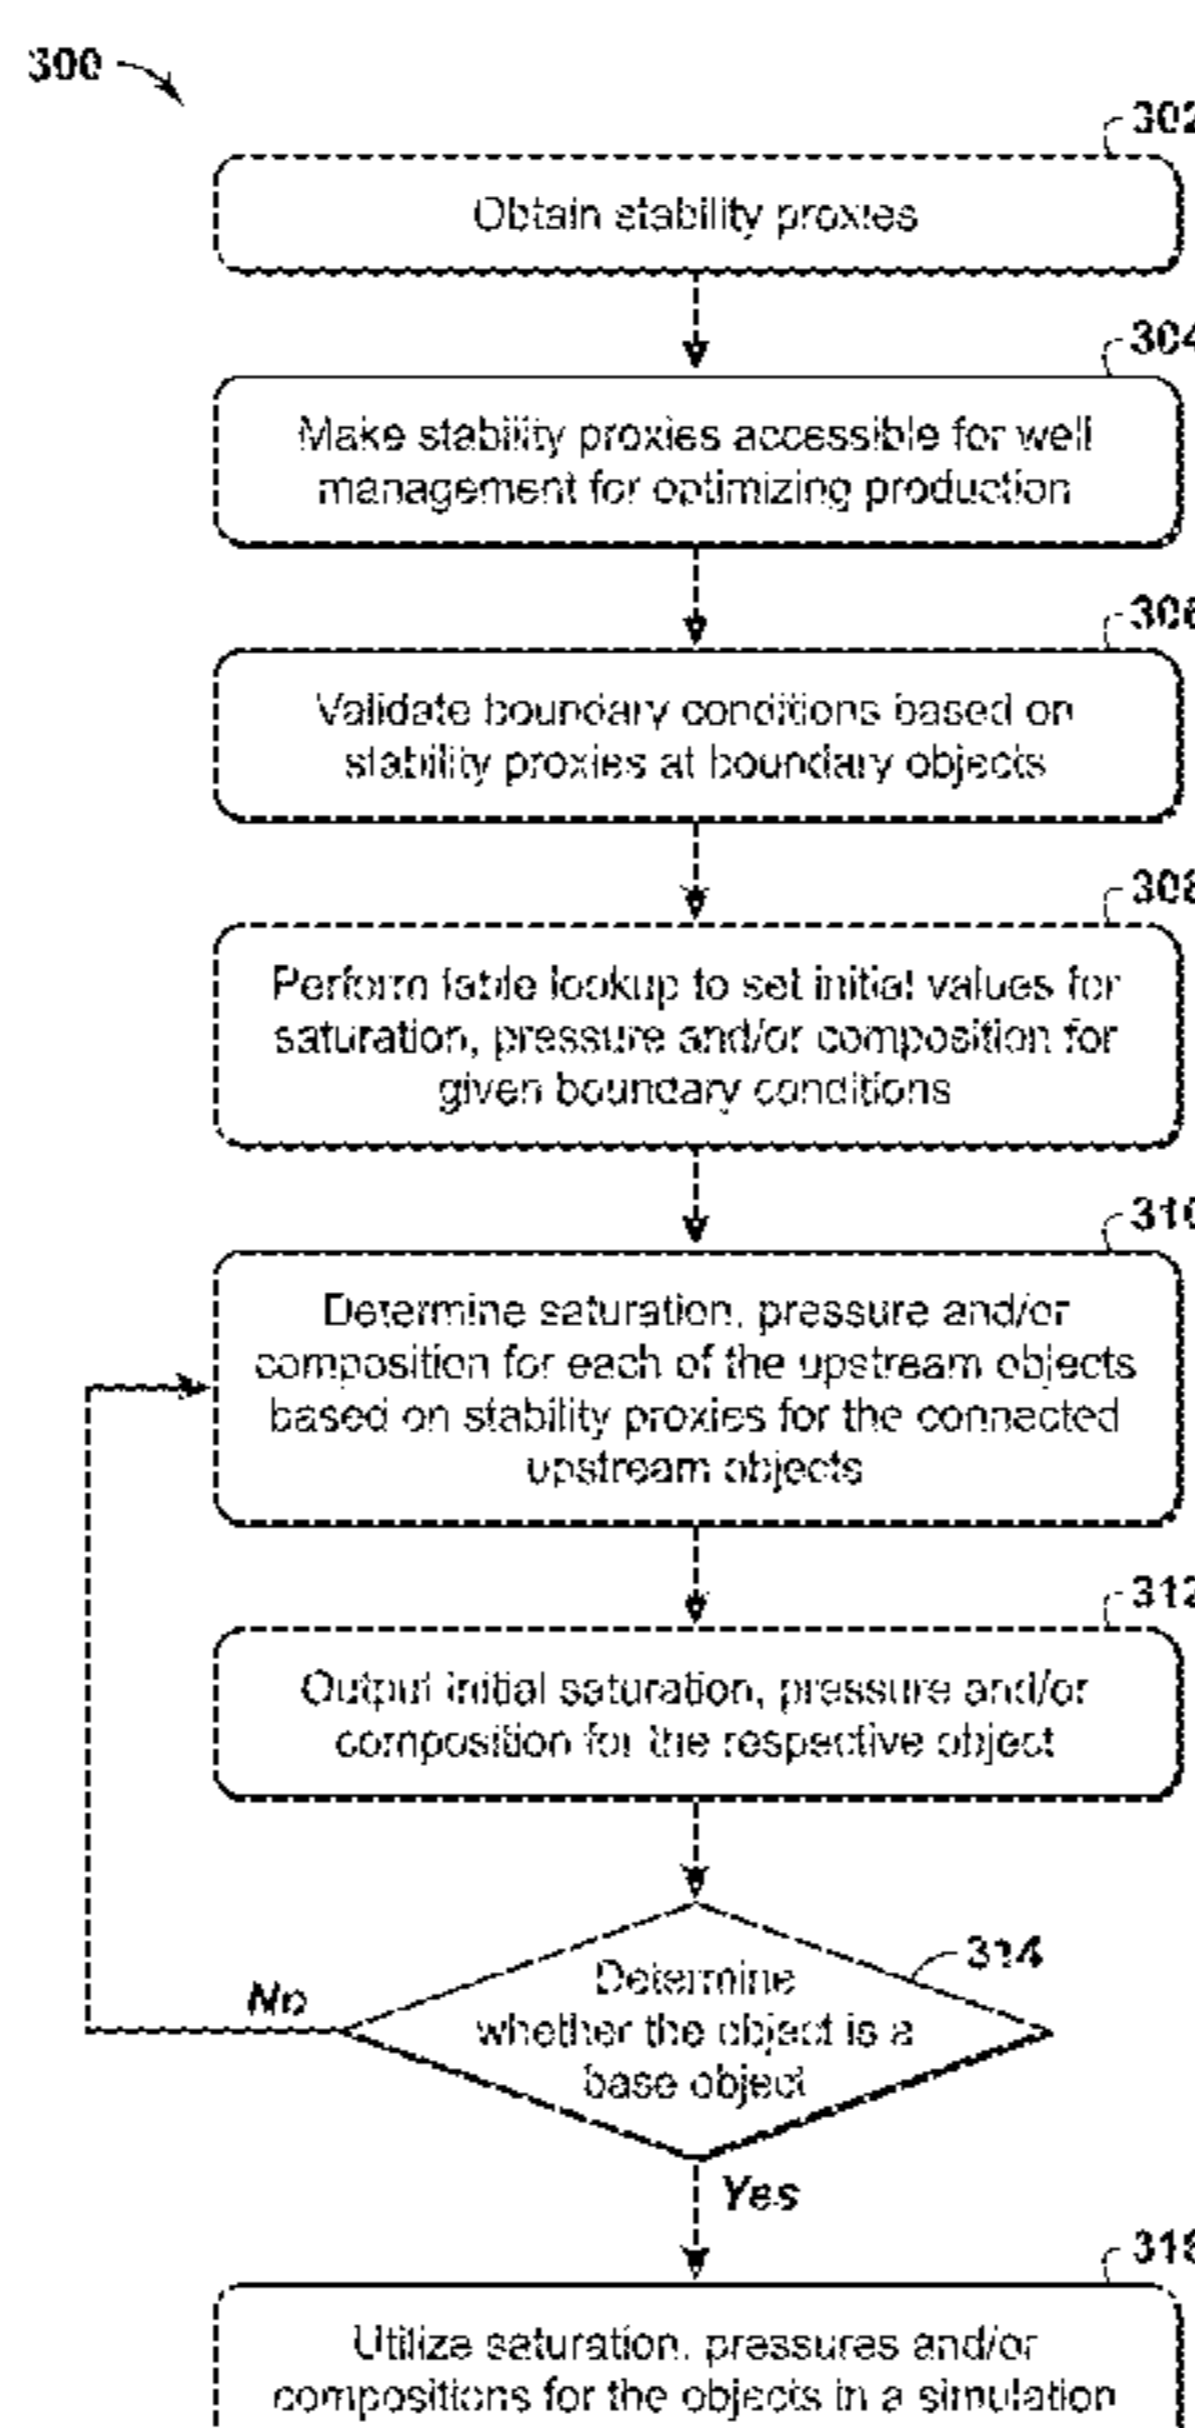 300
302
Obtain stability proxies
304
Make stability proxies accessible for well
management for optimizing production
306
Validate boundary conditions based on
stability proxies at boundary objects
308
Perform table lookup to set initial values for
saturation, pressure and/or composition for
given boundary conditions
310
Determine saturation, pressure and/or
composition for each of the upstream objects
based on stability proxies for the connected
upstream objects
312
Output initial saturation, pressure and/or
composition for the respective object
314
Determine
whether the object is a
base object
No
Yes
318
Utilize saturation, pressures and/or
compositions for the objects in a simulation